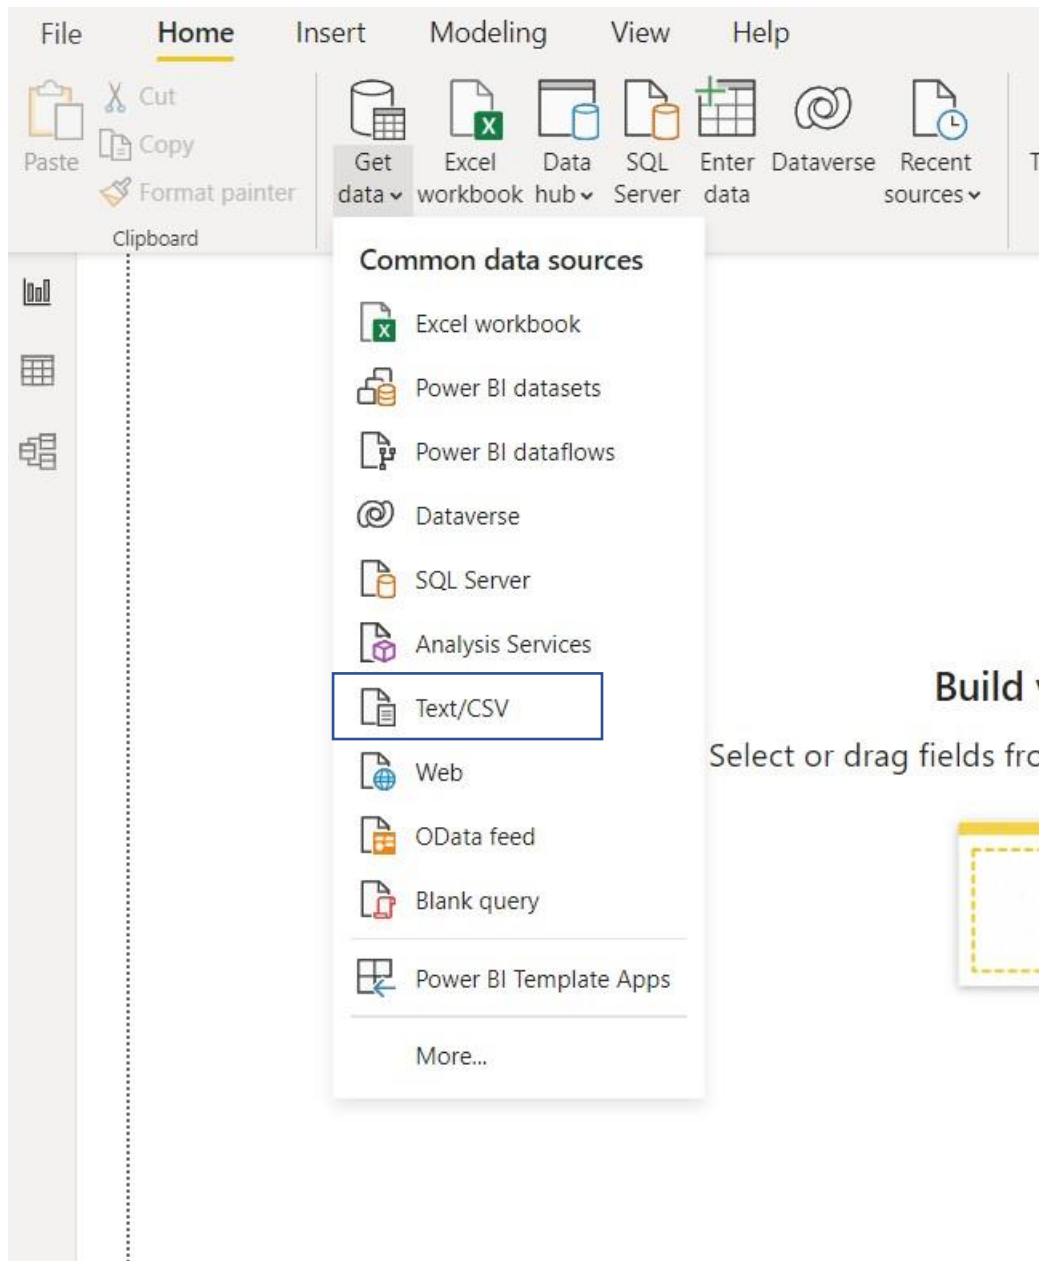 File Home Insert Modeling View Help
Cut
Copy
Format painter
Paste
Clipboard
Get data
Excel workbook
Data hub
SQL Server
Enter data
Dataverse
Recent sources
T
Common data sources
Excel workbook
Power BI datasets
Power BI dataflows
Dataverse
SQL Server
Analysis Services
Text/CSV
Web
OData feed
Blank query
Power BI Template Apps
More...
Build
Select or drag fields fro